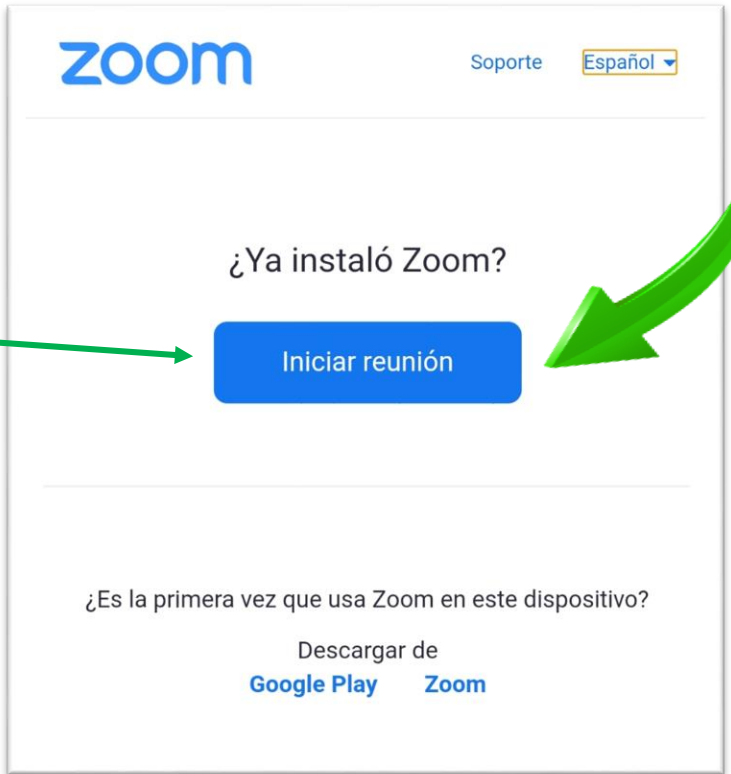 zoom
Soporte Español
¿Ya instaló Zoom?
Iniciar reunión
¿Es la primera vez que usa Zoom en este dispositivo?
Descargar de
Google Play Zoom